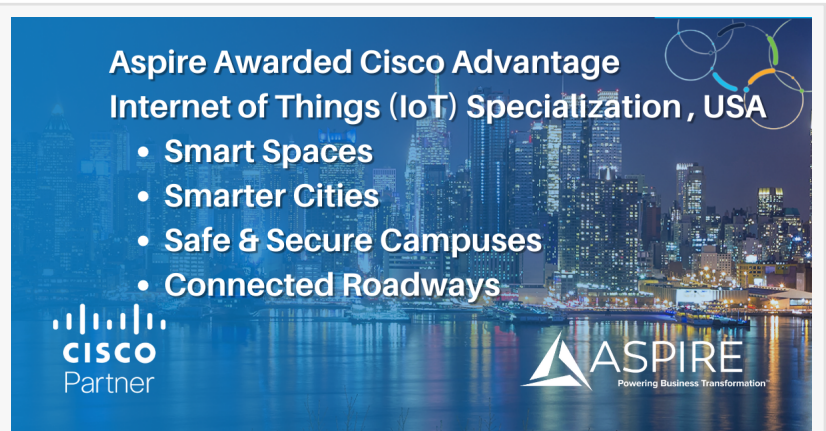 Aspire Awarded Cisco Advantage
Internet of Things (IoT) Specialization , USA
• Smart Spaces
• Smarter Cities
• Safe & Secure Campuses
• Connected Roadways
CISCO
Partner
ASPIRE
Powering Business Transformation™